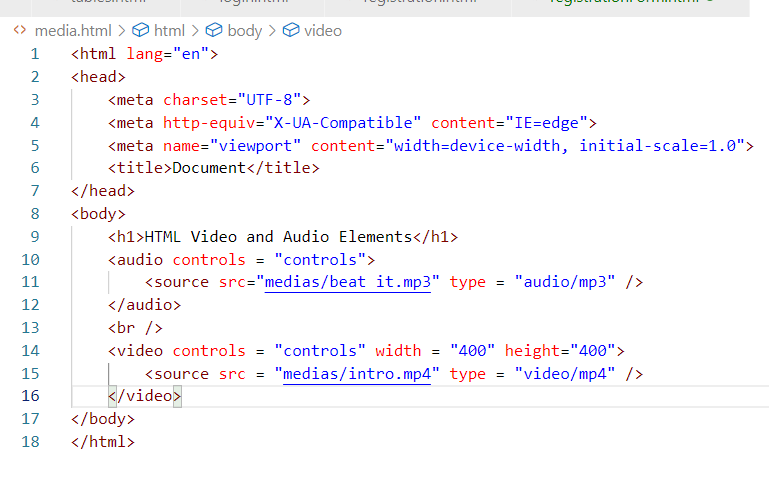 media.html > html > body > video
1 <html lang="en">
2 <head>
3 <meta charset="UTF-8">
4 <meta http-equiv="X-UA-Compatible" content="IE=edge">
5 <meta name="viewport" content="width=device-width, initial-scale=1.0">
6 <title>Document</title>
7 </head>
8 <body>
9 <h1>HTML Video and Audio Elements</h1>
10 <audio controls = "controls">
11 <source src="medias/beat it.mp3" type = "audio/mp3" />
12 </audio>
13 <br />
14 <video controls = "controls" width = "400" height="400">
15 <source src = "medias/intro.mp4" type = "video/mp4" />
16 </video>
17 </body>
18 </html>